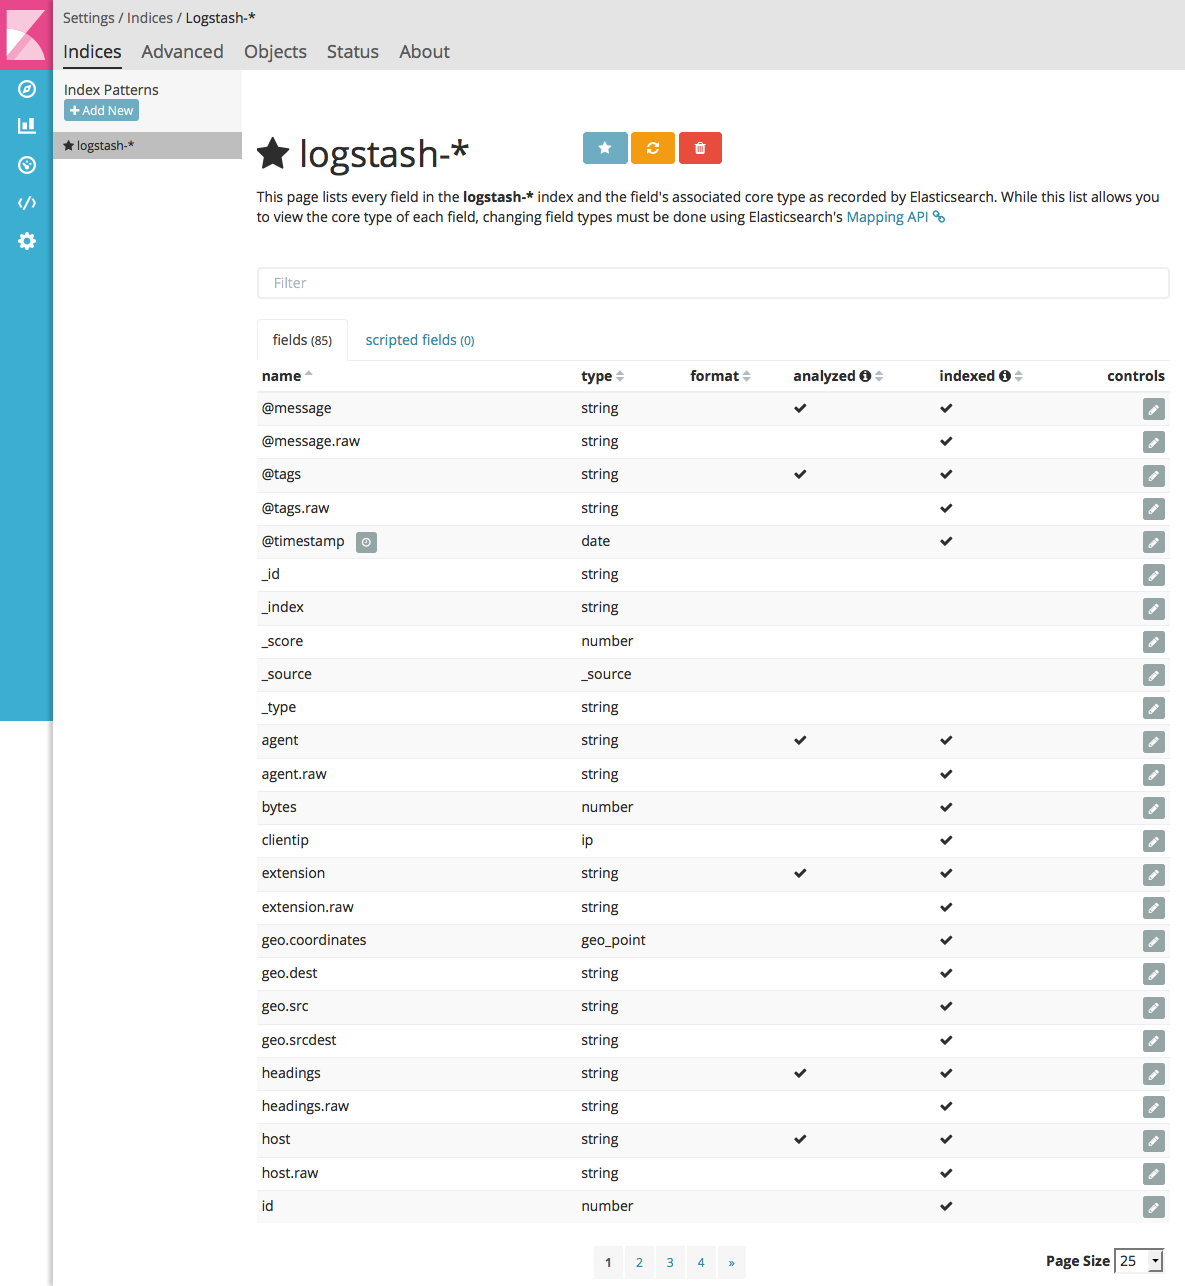 Settings / Indices / Logstash-*
Indices Advanced Objects Status About
Index Patterns
Add New
logstash-*
logstash-*
This page lists every field in the logstash-* index and the field's associated core type as recorded by Elasticsearch. While this list allows you
to view the core type of each field, changing field types must be done using Elasticsearch's Mapping API
Filter
fields (85) scripted fields (0)
name type format analyzed indexed controls
@message string
@message.raw string
@tags string
@tags.raw string
@timestamp date
_id string
_index string
_score number
_source _source
_type string
agent string
agent.raw string
bytes number
clientip ip
extension string
extension.raw string
geo.coordinates geo_point
geo.dest string
geo.src string
geo.srcdest string
headings string
headings.raw string
host string
host.raw string
id number
1 2 3 4 »
Page Size 25